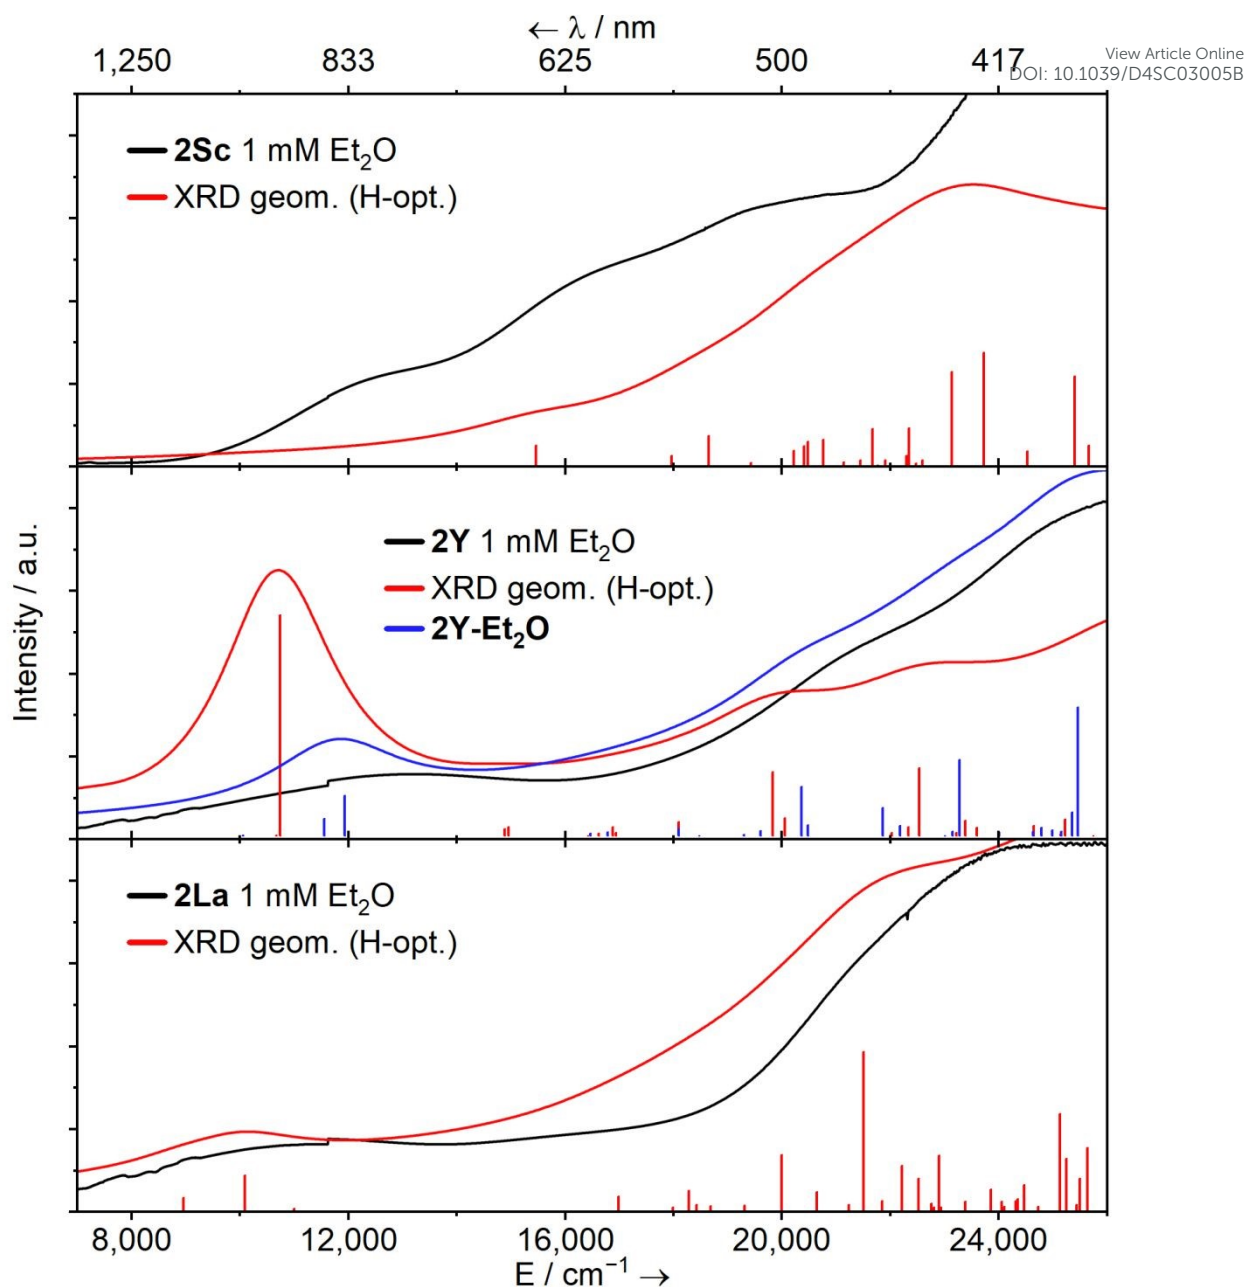 ← λ / nm
1,250 833 625 500 417
View Article Online
DOI: 10.1039/D4SC03005B
2Sc 1 mM Et₂O
XRD geom. (H-opt.)
Intensity / a.u.
2Y 1 mM Et₂O
XRD geom. (H-opt.)
2Y-Et₂O
2La 1 mM Et₂O
XRD geom. (H-opt.)
8,000 12,000 16,000 20,000 24,000
E / cm⁻¹ →